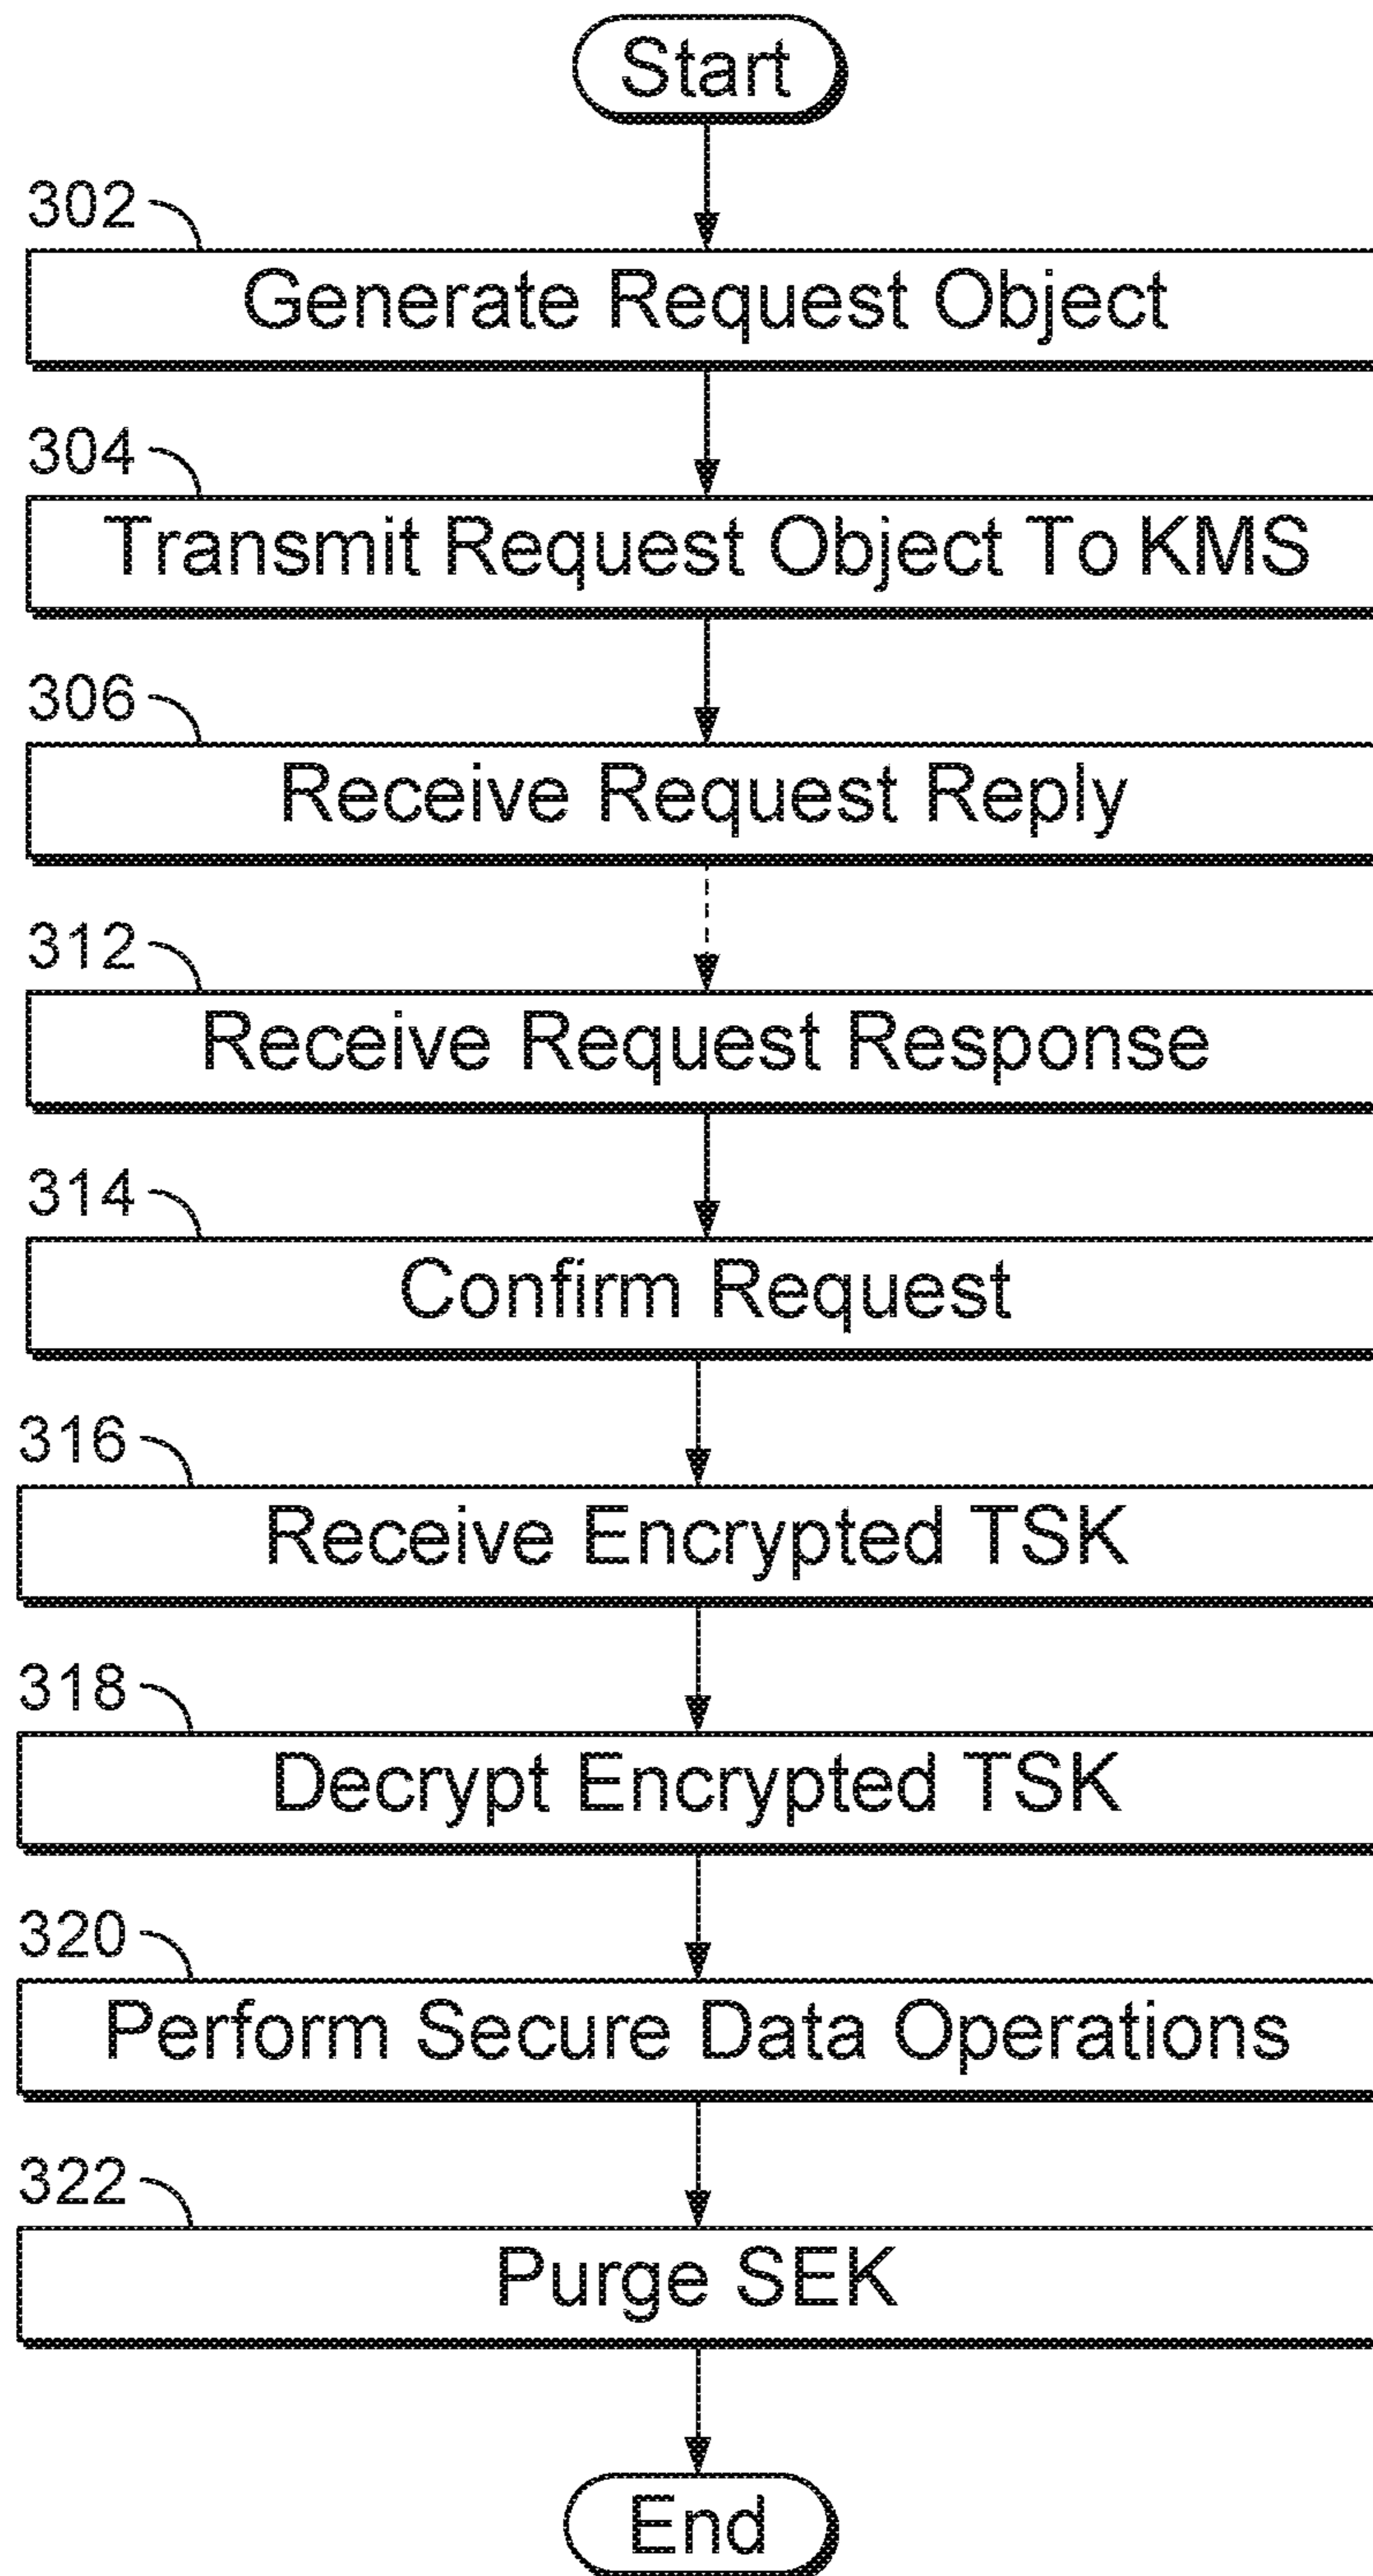 Start
302
Generate Request Object
304
Transmit Request Object To KMS
306
Receive Request Reply
312
Receive Request Response
314
Confirm Request
316
Receive Encrypted TSK
318
Decrypt Encrypted TSK
320
Perform Secure Data Operations
322
Purge SEK
End